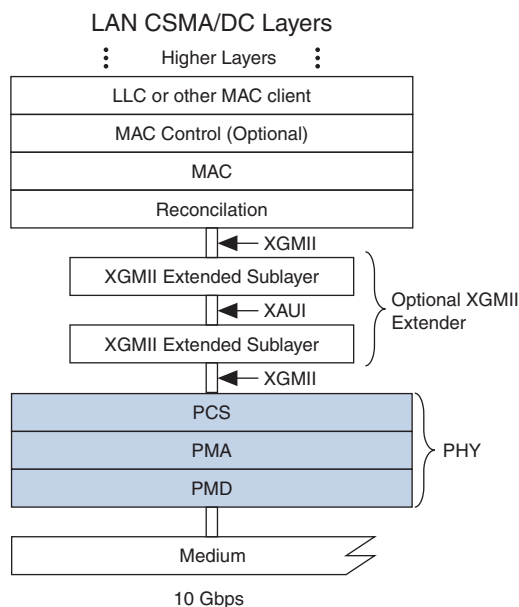 LAN CSMA/DC Layers
Higher Layers
LLC or other MAC client
MAC Control (Optional)
MAC
Reconcilation
XGMII
XGMII Extended Sublayer
XAUI
Optional XGMII
Extender
XGMII Extended Sublayer
XGMII
PCS
PMA
PHY
PMD
Medium
10 Gbps